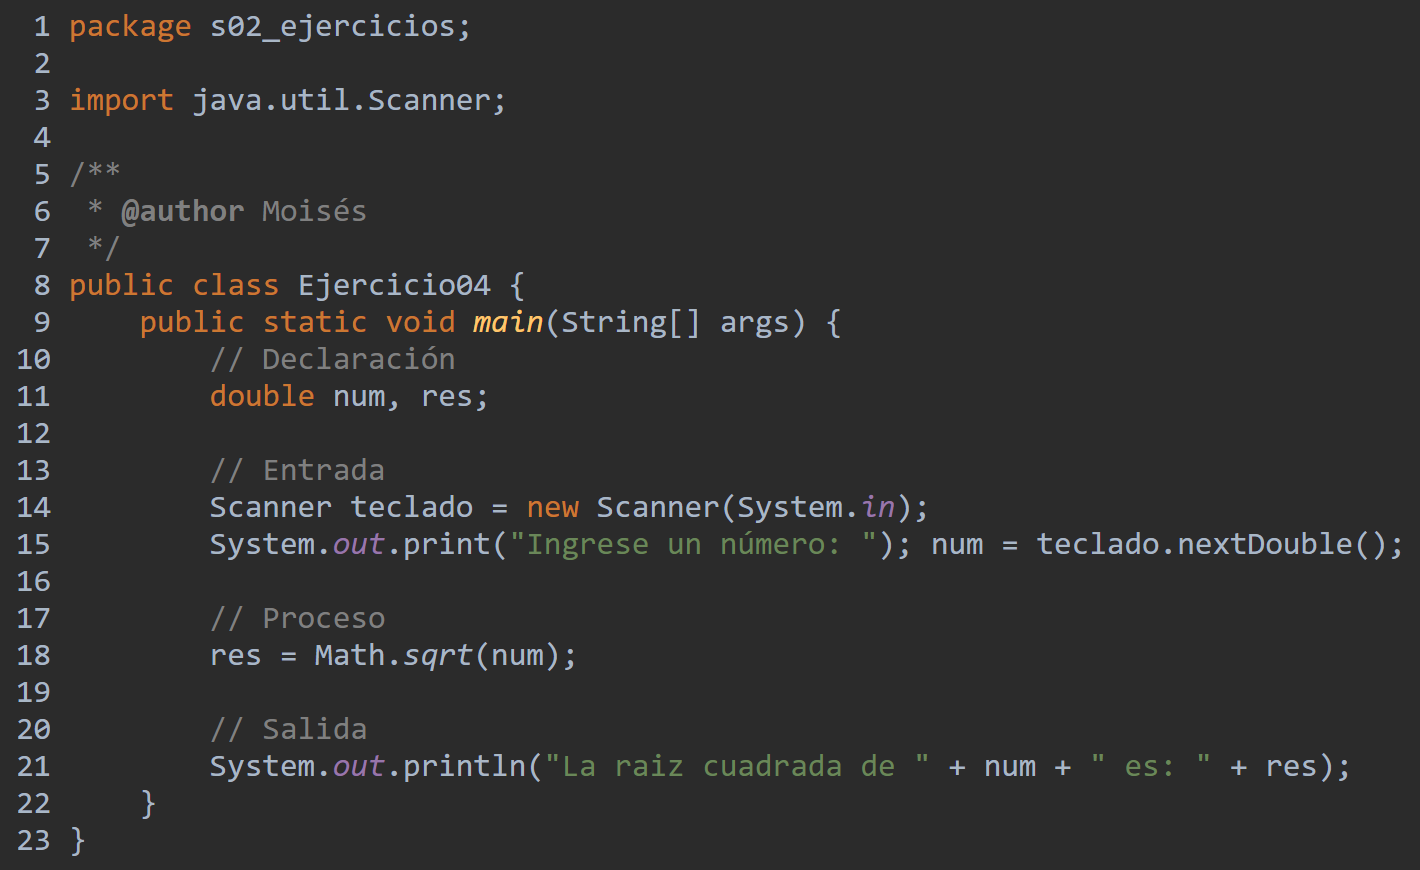 1 package s02_ejercicios;
2
3 import java.util.Scanner;
4
5 /**
6  * @author Moisés
7  */
8 public class Ejercicio04 {
9     public static void main(String[] args) {
10         // Declaración
11         double num, res;
12
13         // Entrada
14         Scanner teclado = new Scanner(System.in);
15         System.out.print("Ingrese un número: "); num = teclado.nextDouble();
16
17         // Proceso
18         res = Math.sqrt(num);
19
20         // Salida
21         System.out.println("La raiz cuadrada de " + num + " es: " + res);
22     }
23 }